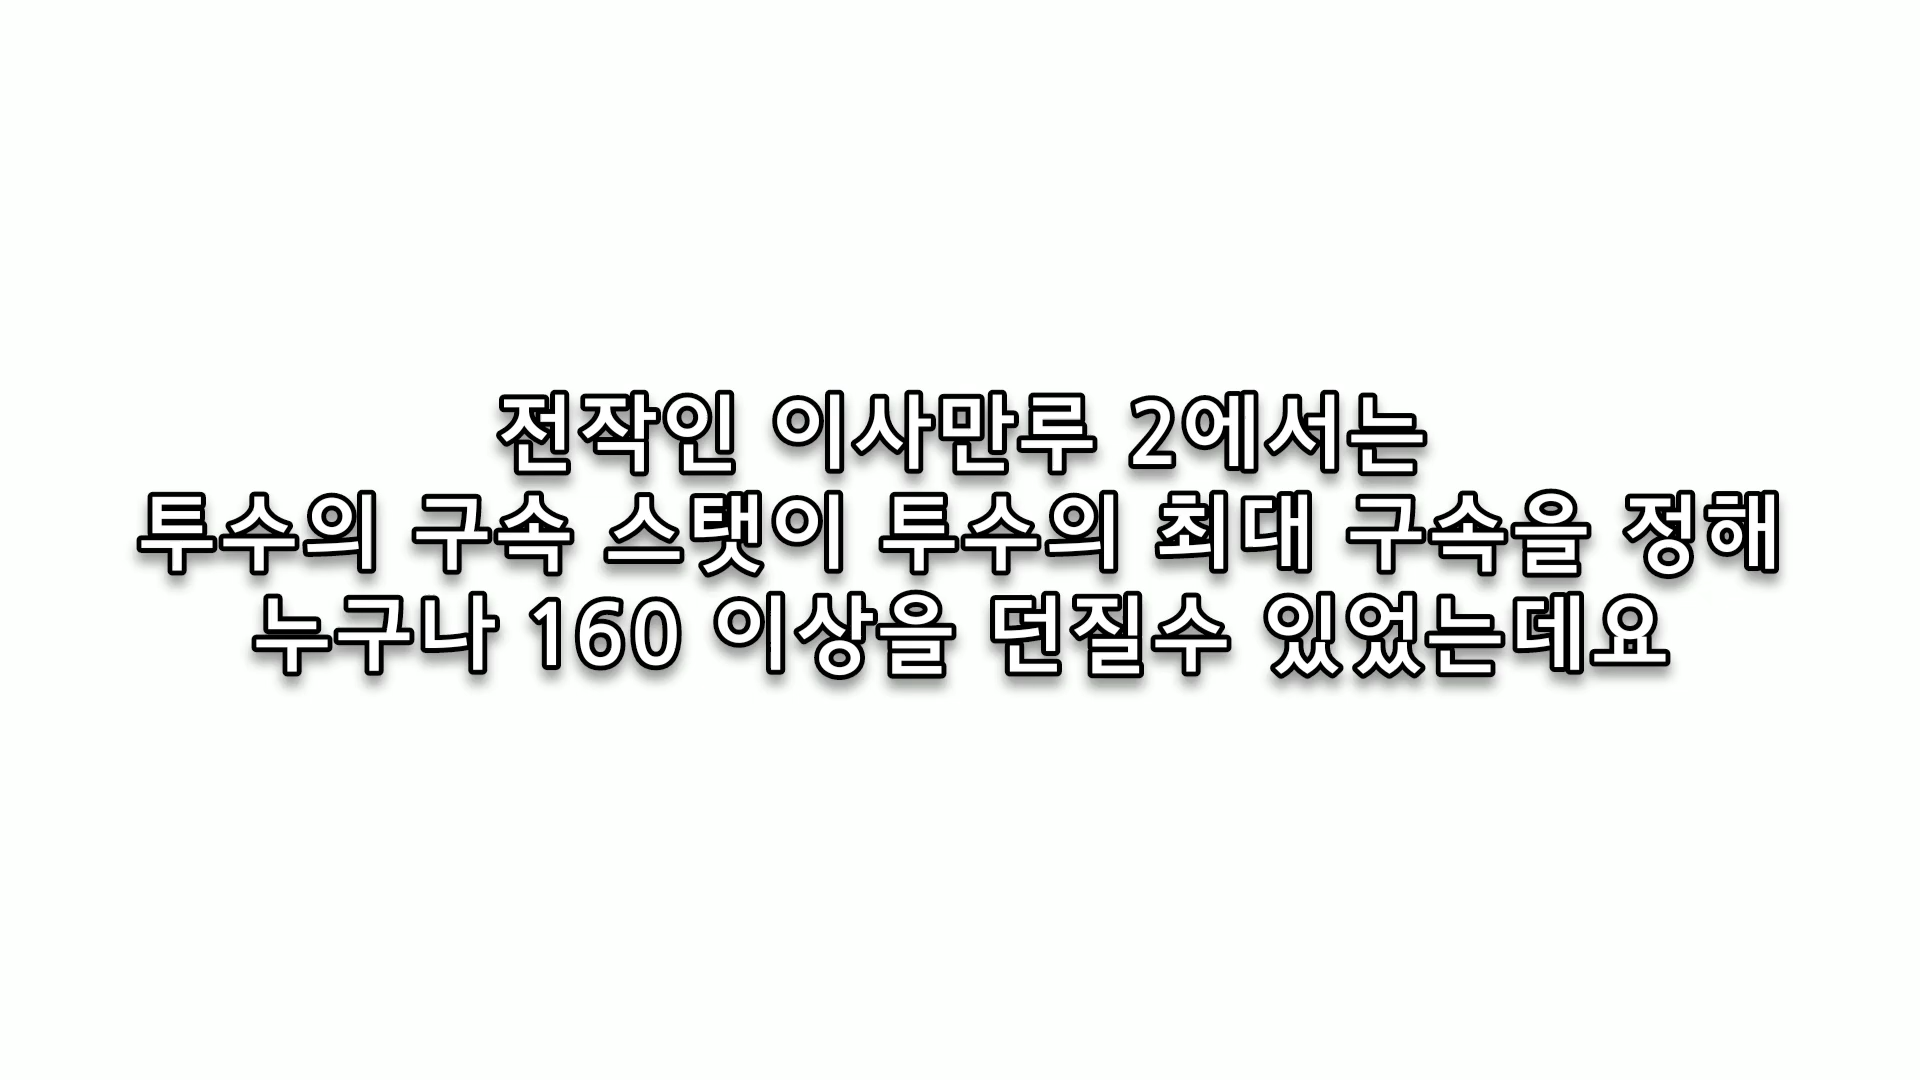 전작인 이사만루 2에서는
투수의 구속 스탯이 투수의 최대 구속을 정해
누구나 160 이상을 던질수 있었는데요